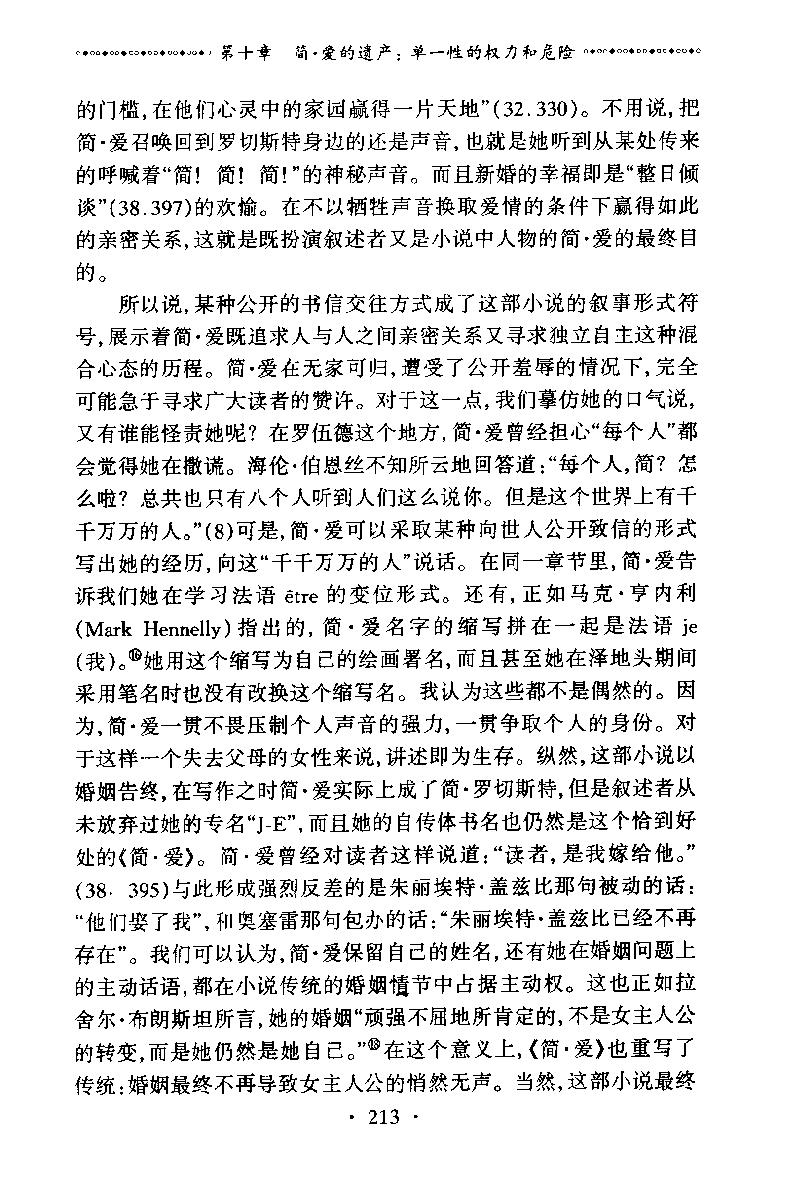 第十章 简·爱的遗产：单一性的权力和危险
的门槛，在他们心灵中的家园赢得一片天地”(32.330)。不用说，把
简·爱召唤回到罗切斯特身边的还是声音，也就是她听到从某处传来
的呼喊着“简！简！简！”的神秘声音。而且新婚的幸福即是“整日倾
谈”(38.397)的欢愉。在不以牺牲声音换取爱情的条件下赢得如此
的亲密关系，这就是既扮演叙述者又是小说中人物的简·爱的最终目
的。
所以说，某种公开的书信交往方式成了这部小说的叙事形式符
号，展示着简·爱既追求人与人之间亲密关系又寻求独立自主这种混
合心态的历程。简·爱在无家可归，遭受了公开羞辱的情况下，完全
可能急于寻求广大读者的赞许。对于这一点，我们摹仿她的口气说，
又有谁能怪责她呢？在罗伍德这个地方，简·爱曾经担心“每个人”都
会觉得她在撒谎。海伦·伯恩丝不知所云地回答道：“每个人，简？怎
么啦？总共也只有八个人听到人们这么说你。但是这个世界上有千
千万万的人。”(8)可是，简·爱可以采取某种向世人公开致信的形式
写出她的经历，向这“千千万万的人”说话。在同一章节里，简·爱告
诉我们她在学习法语 être 的变位形式。还有，正如马克·亨内利
(Mark Hennelly)指出的，简·爱名字的缩写拼在一起是法语 je
(我)。⑯她用这个缩写为自己的绘画署名，而且甚至她在泽地头期间
采用笔名时也没有改换这个缩写名。我认为这些都不是偶然的。因
为，简·爱一贯不畏压制个人声音的强力，一贯争取个人的身份。对
于这样一个失去父母的女性来说，讲述即为生存。纵然，这部小说以
婚姻告终，在写作之时简·爱实际上成了简·罗切斯特，但是叙述者从
未放弃过她的专名“J-E”，而且她的自传体书名也仍然是这个恰到好
处的《简·爱》。简·爱曾经对读者这样说道：“读者，是我嫁给他。”
(38. 395)与此形成强烈反差的是朱丽埃特·盖兹比那句被动的话：
“他们娶了我”，和奥塞雷那句包办的话：“朱丽埃特·盖兹比已经不再
存在”。我们可以认为，简·爱保留自己的姓名，还有她在婚姻问题上
的主动话语，都在小说传统的婚姻情节中占据主动权。这也正如拉
舍尔·布朗斯坦所言，她的婚姻“顽强不屈地所肯定的，不是女主人公
的转变，而是她仍然是她自己。”⑱在这个意义上，《简·爱》也重写了
传统：婚姻最终不再导致女主人公的悄然无声。当然，这部小说最终
· 213 ·